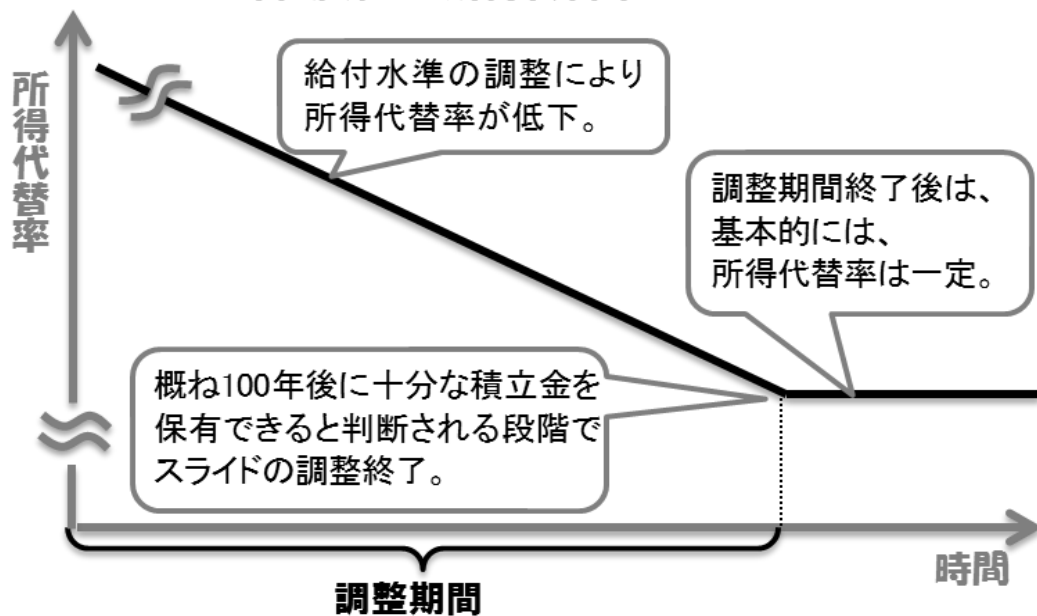 所得代替率
給付水準の調整により
所得代替率が低下。
調整期間終了後は、
基本的には、
所得代替率は一定。
概ね100年後に十分な積立金を
保有できると判断される段階で
スライドの調整終了。
時間
調整期間